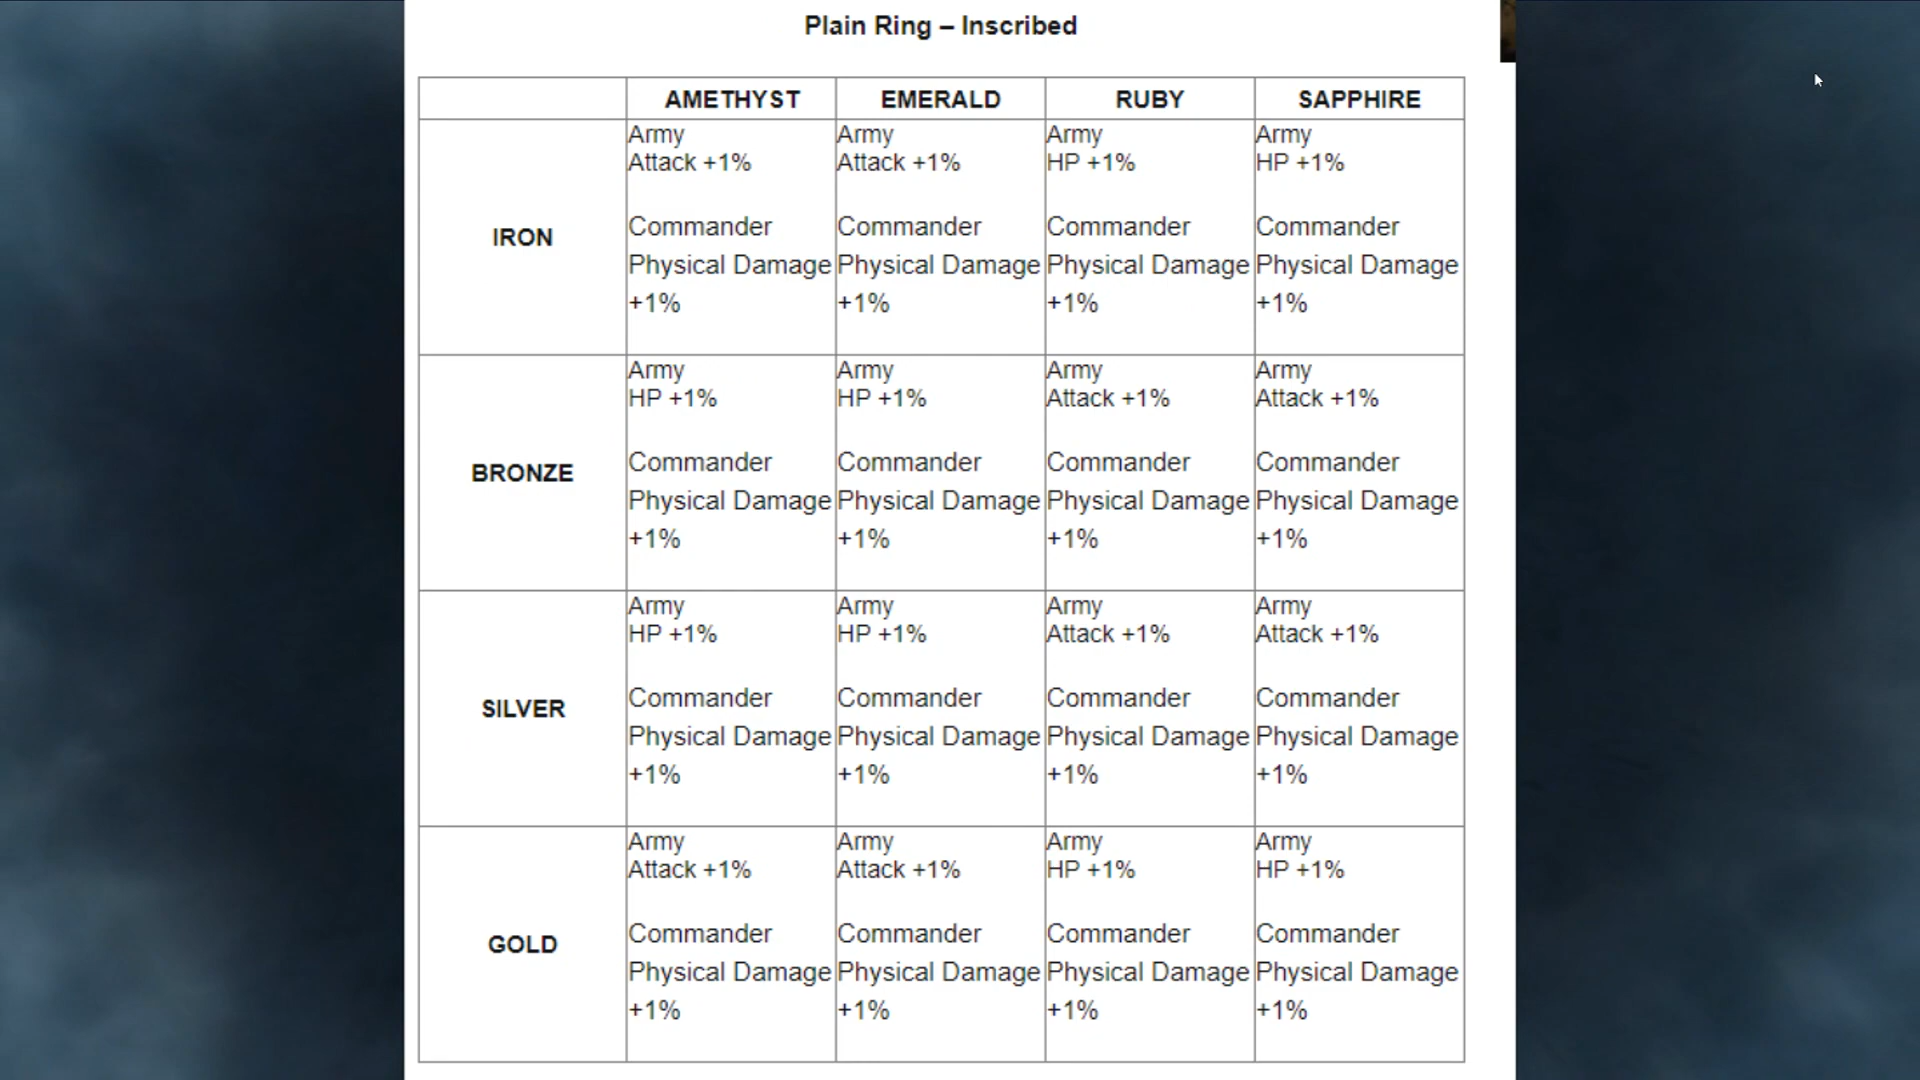 Plain Ring – Inscribed
AMETHYST EMERALD RUBY SAPPHIRE
IRON
Army
Attack +1%
Commander
Physical Damage
+1%
Army
Attack +1%
Commander
Physical Damage
+1%
Army
HP +1%
Commander
Physical Damage
+1%
Army
HP +1%
Commander
Physical Damage
+1%
BRONZE
Army
HP +1%
Commander
Physical Damage
+1%
Army
HP +1%
Commander
Physical Damage
+1%
Army
Attack +1%
Commander
Physical Damage
+1%
Army
Attack +1%
Commander
Physical Damage
+1%
SILVER
Army
HP +1%
Commander
Physical Damage
+1%
Army
HP +1%
Commander
Physical Damage
+1%
Army
Attack +1%
Commander
Physical Damage
+1%
Army
Attack +1%
Commander
Physical Damage
+1%
GOLD
Army
Attack +1%
Commander
Physical Damage
+1%
Army
Attack +1%
Commander
Physical Damage
+1%
Army
HP +1%
Commander
Physical Damage
+1%
Army
HP +1%
Commander
Physical Damage
+1%